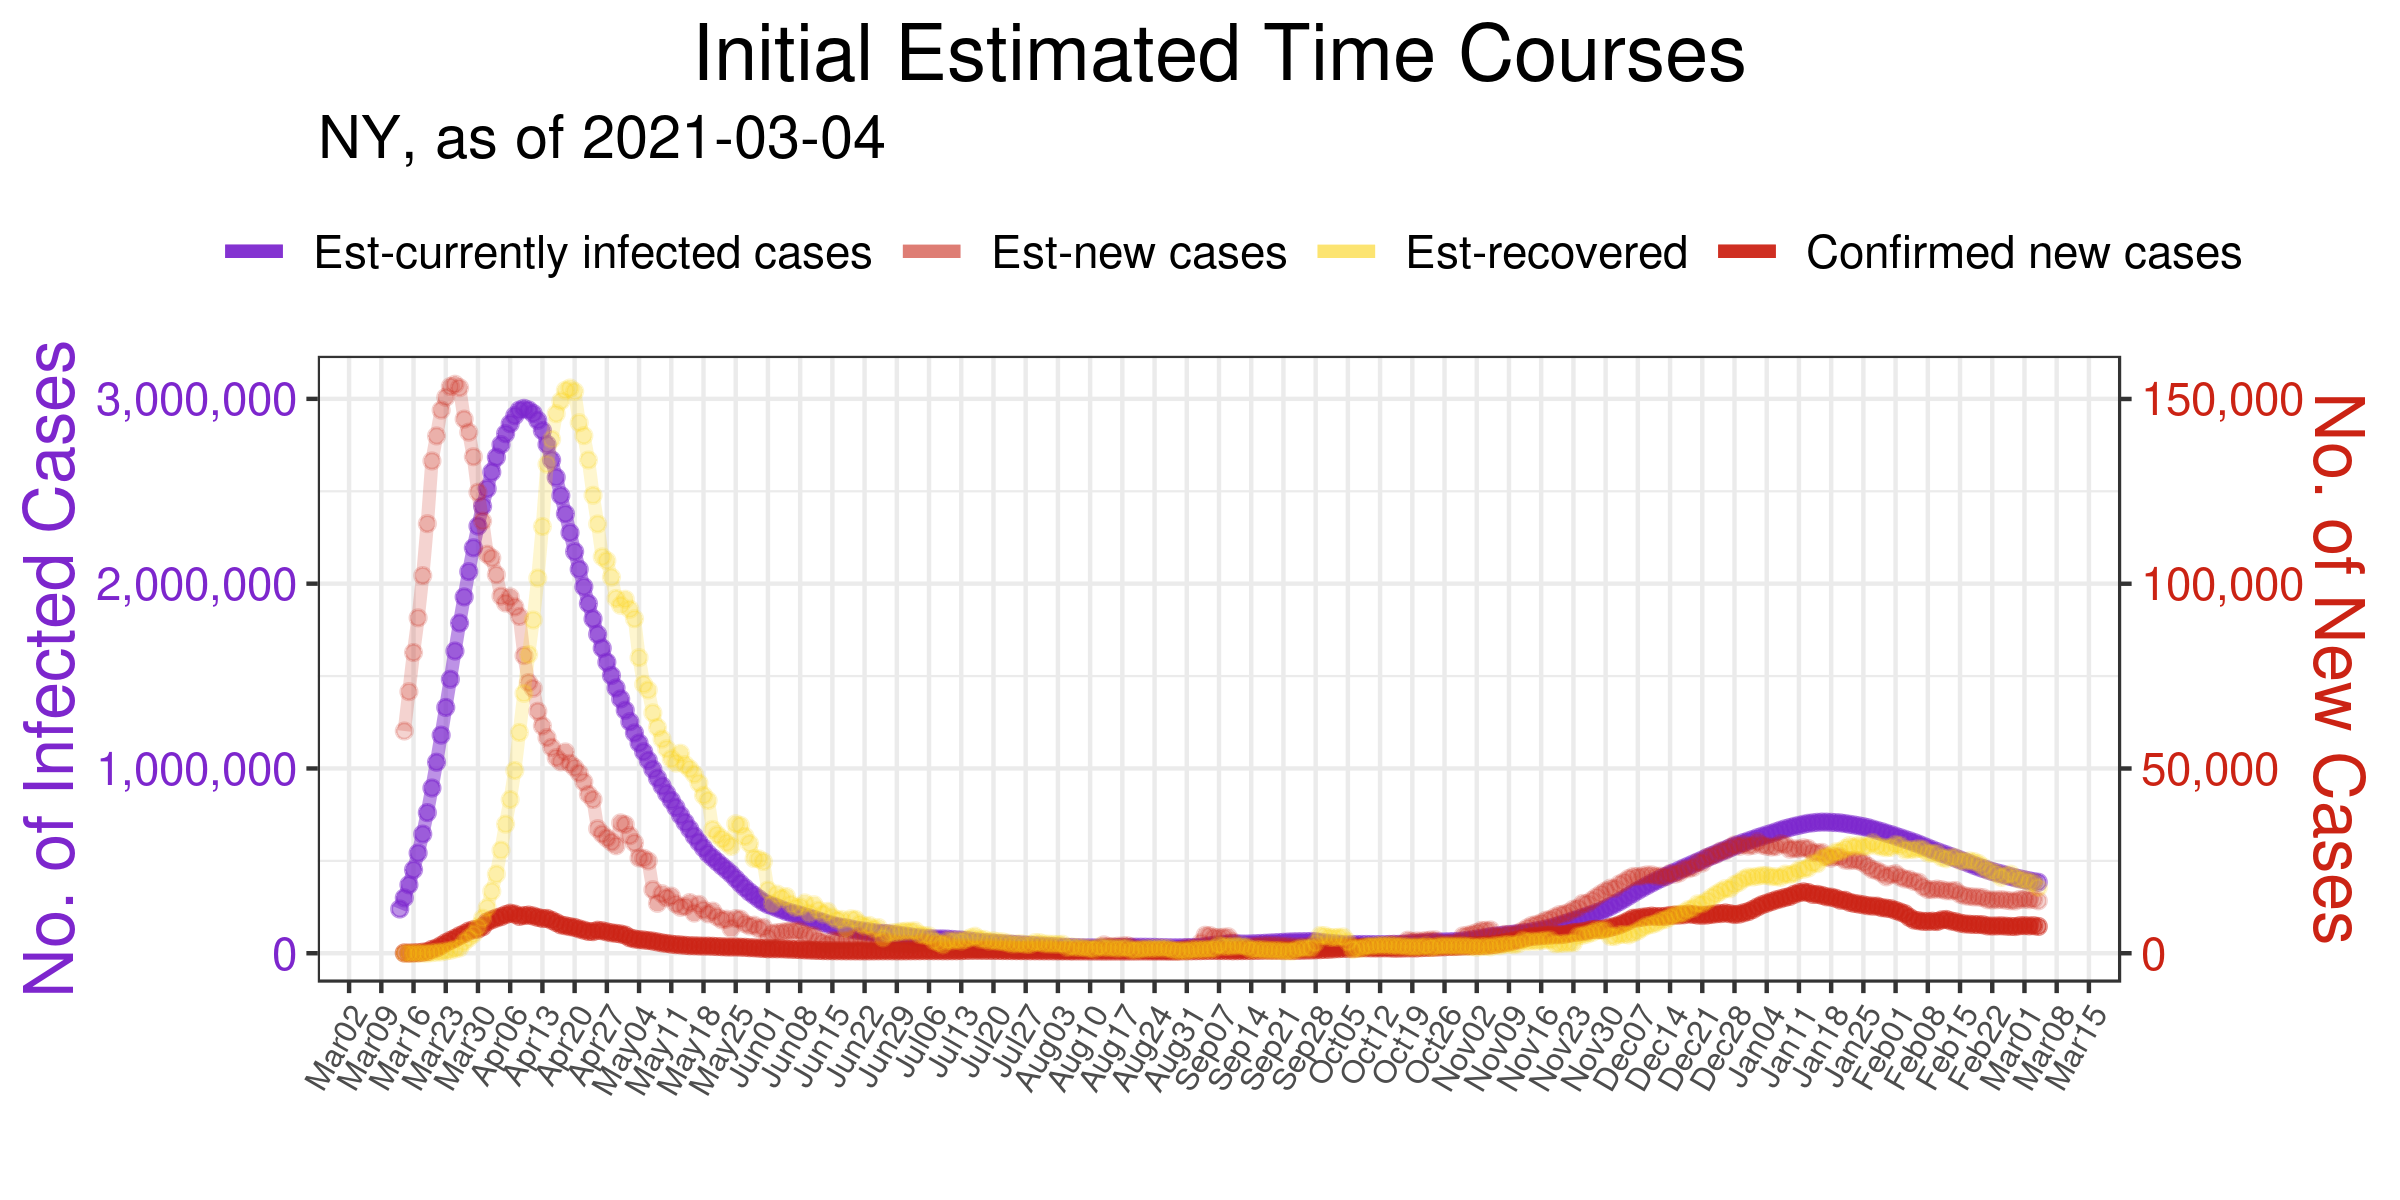 Initial Estimated Time Courses
NY, as of 2021-03-04
Est-currently infected cases Est-new cases Est-recovered Confirmed new cases
No. of Infected Cases
3,000,000
2,000,000
1,000,000
0
150,000
100,000
50,000
0
No. of New Cases
Mar02 Mar09 Mar16 Mar23 Mar30 Apr06 Apr13 Apr20 Apr27 May04 May11 May18 May25 Jun01 Jun08 Jun15 Jun22 Jun29 Jul06 Jul13 Jul20 Jul27 Aug03 Aug10 Aug17 Aug24 Aug31 Sep07 Sep14 Sep21 Sep28 Oct05 Oct12 Oct19 Oct26 Nov02 Nov09 Nov16 Nov23 Nov30 Dec07 Dec14 Dec21 Dec28 Jan04 Jan11 Jan18 Jan25 Feb01 Feb08 Feb15 Feb22 Mar01 Mar08 Mar15